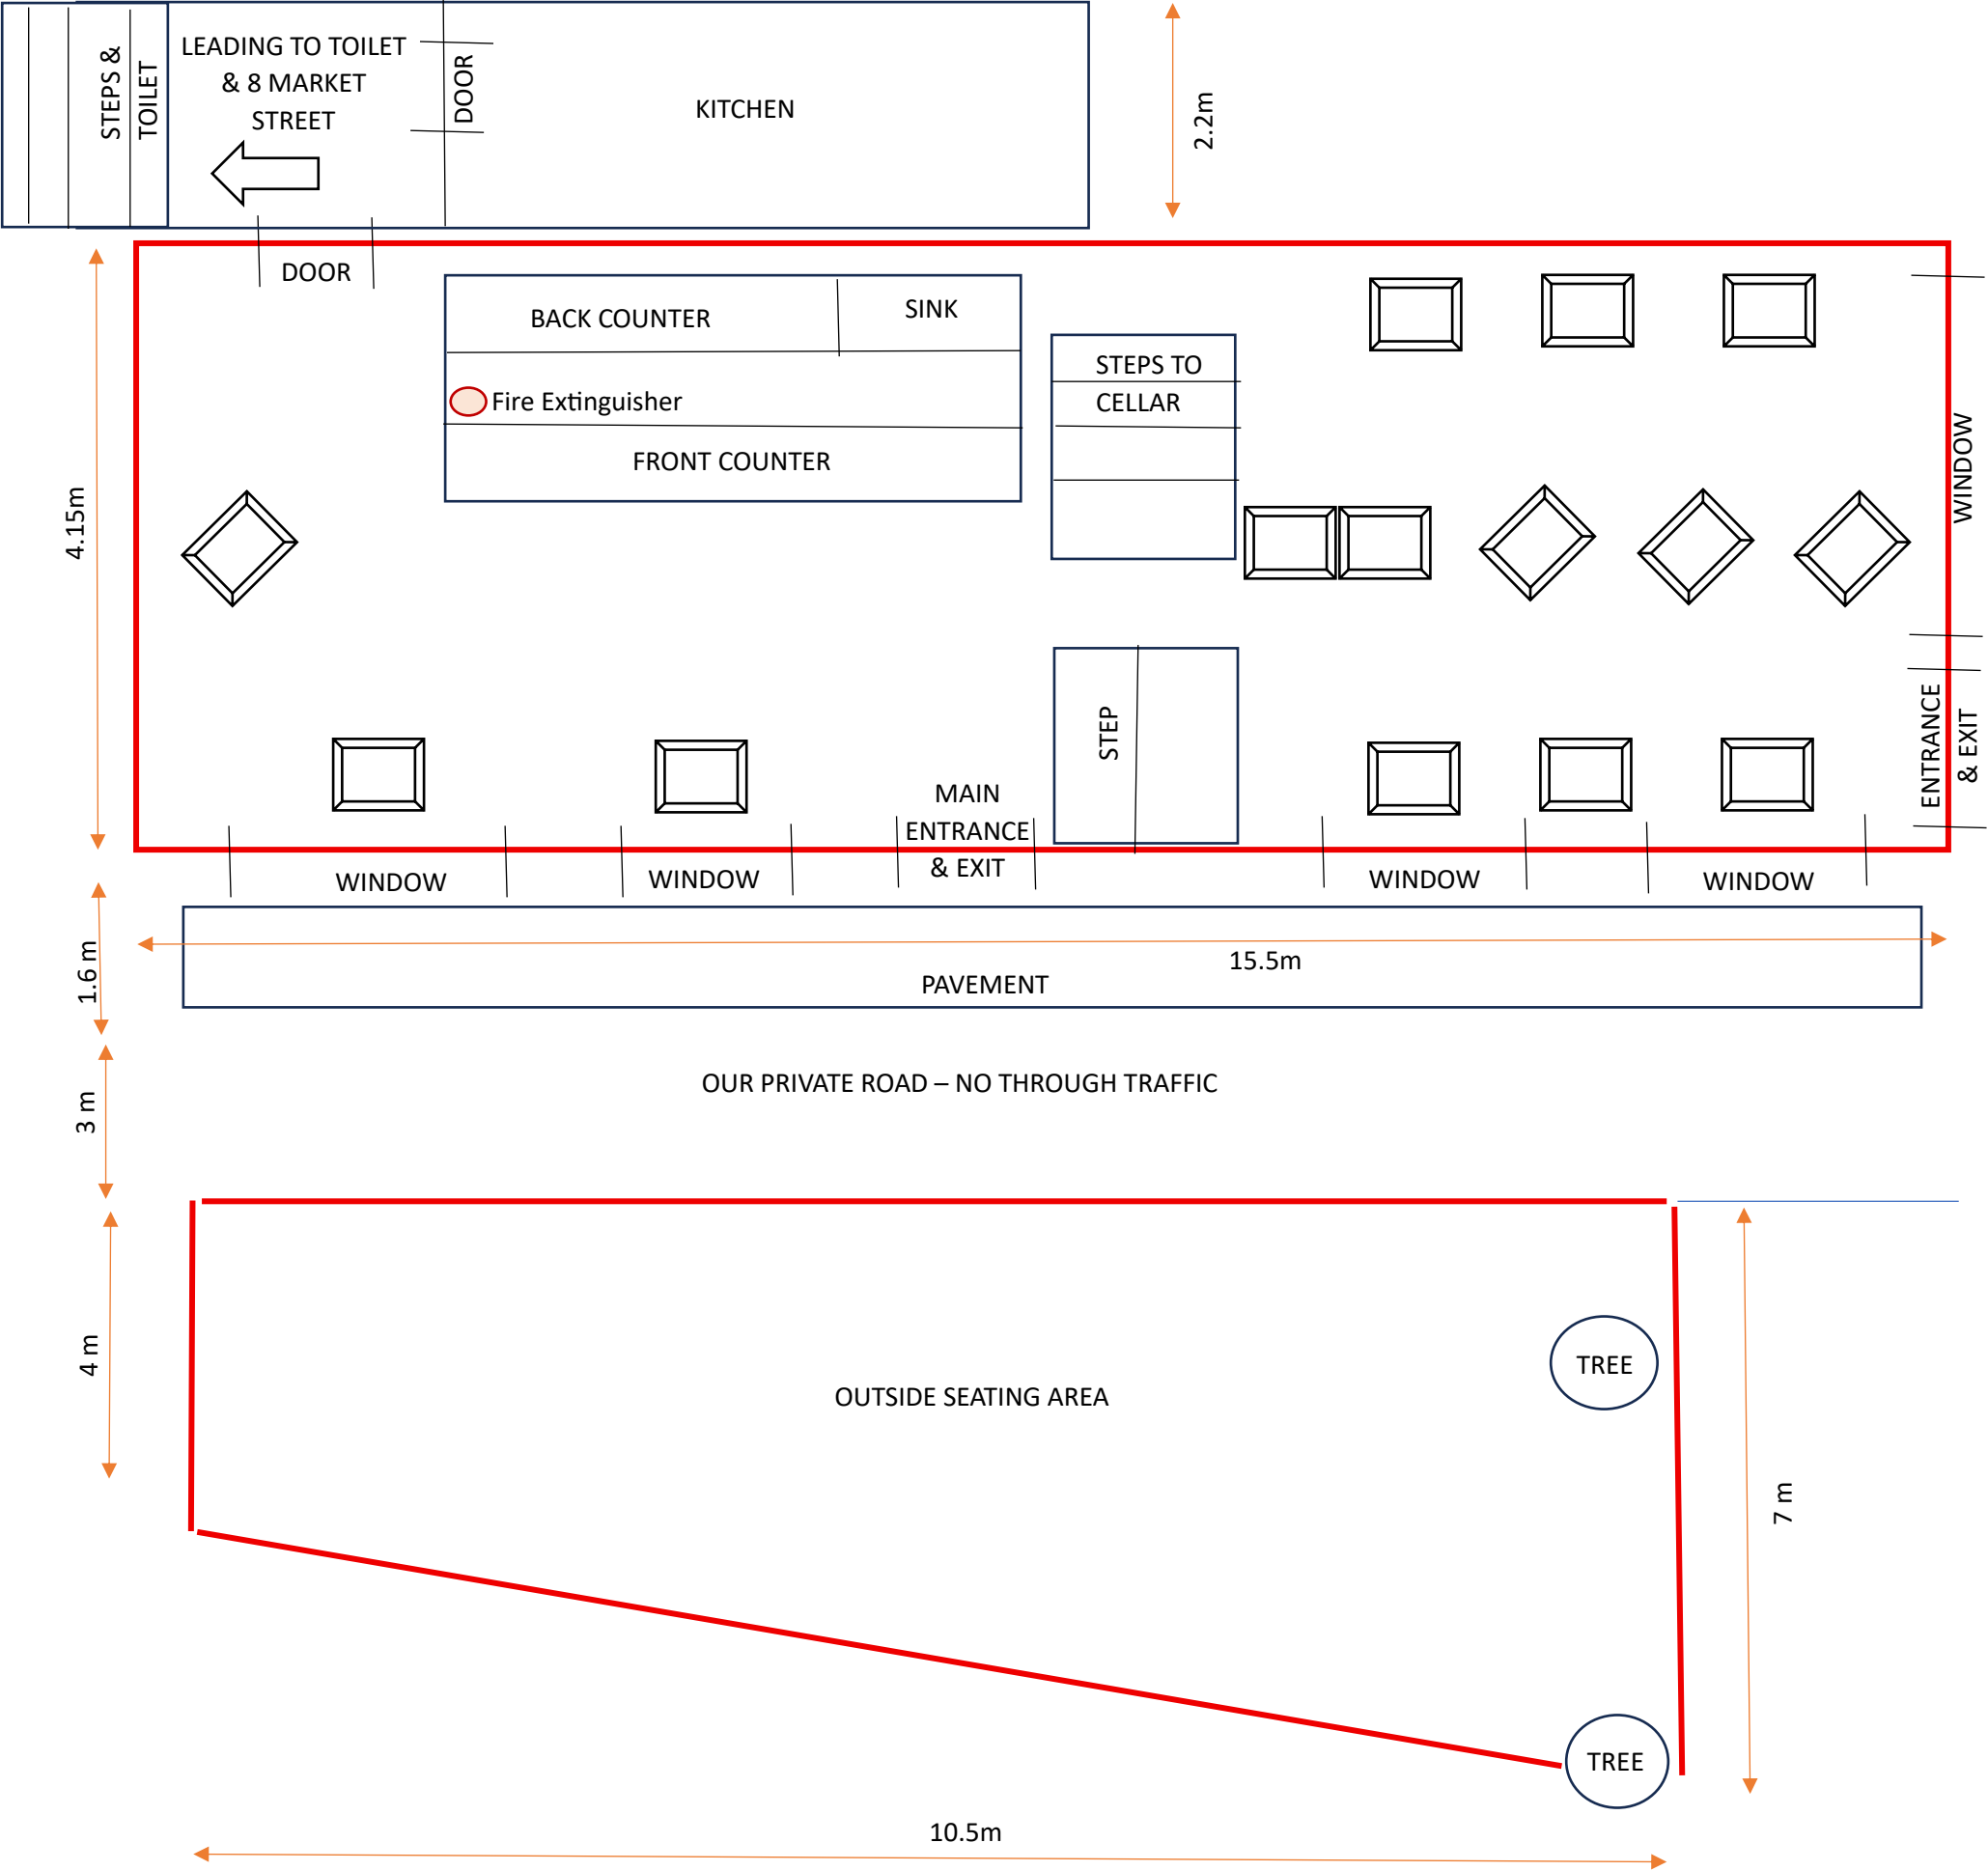 STEPS &
TOILET
LEADING TO TOILET
& 8 MARKET
STREET
DOOR
KITCHEN
2.2m
DOOR
BACK COUNTER
SINK
Fire Extinguisher
FRONT COUNTER
STEPS TO
CELLAR
WINDOW
4.15m
STEP
ENTRANCE
& EXIT
MAIN
ENTRANCE
& EXIT
WINDOW
WINDOW
WINDOW
WINDOW
1.6 m
15.5m
PAVEMENT
OUR PRIVATE ROAD – NO THROUGH TRAFFIC
3 m
4 m
OUTSIDE SEATING AREA
TREE
7 m
TREE
10.5m